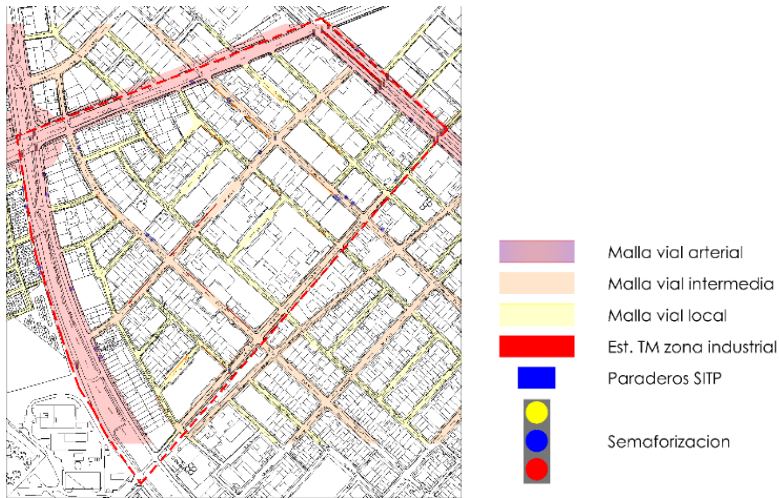 Malla vial arterial
Malla vial intermedia
Malla vial local
Est. TM zona industrial
Paraderos SITP
Semaforizacion